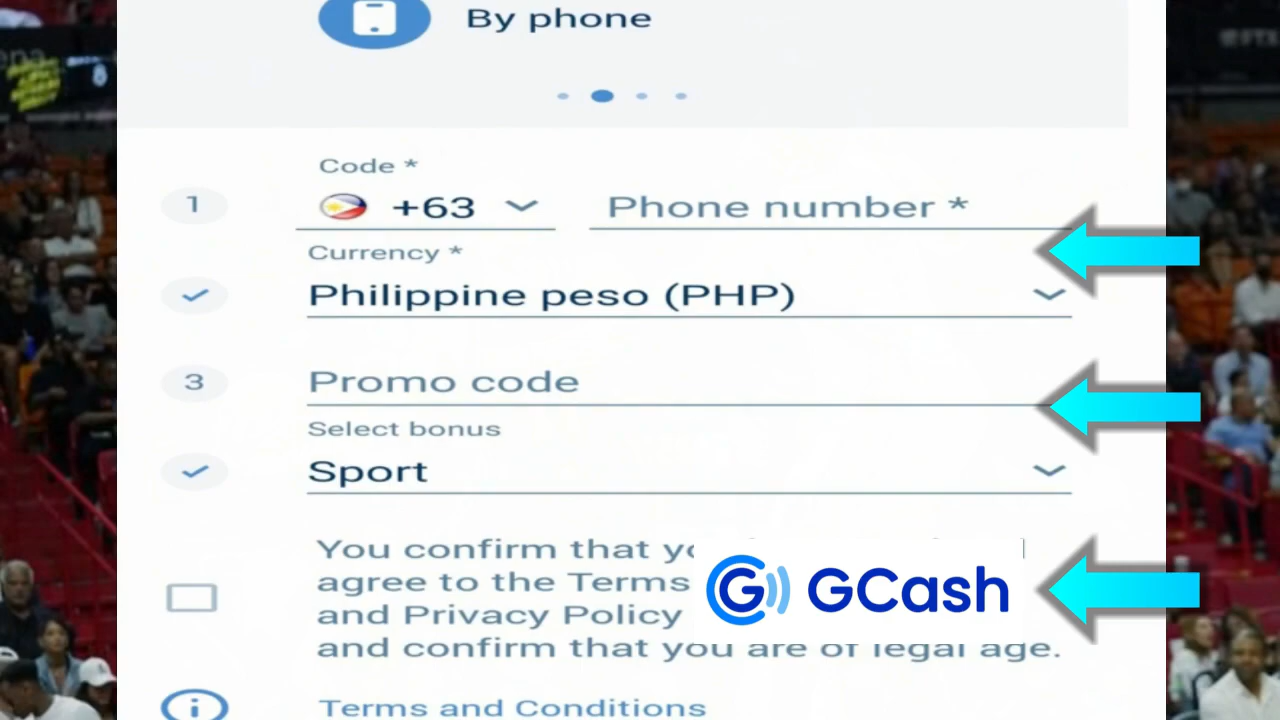 By phone
Code *
1
+63
Phone number *
Currency *
Philippine peso (PHP)
3
Promo code
Select bonus
Sport
You confirm that
agree to the Terms
GCash
and Privacy Policy
and confirm that you are of legal age.
Terms and Conditions